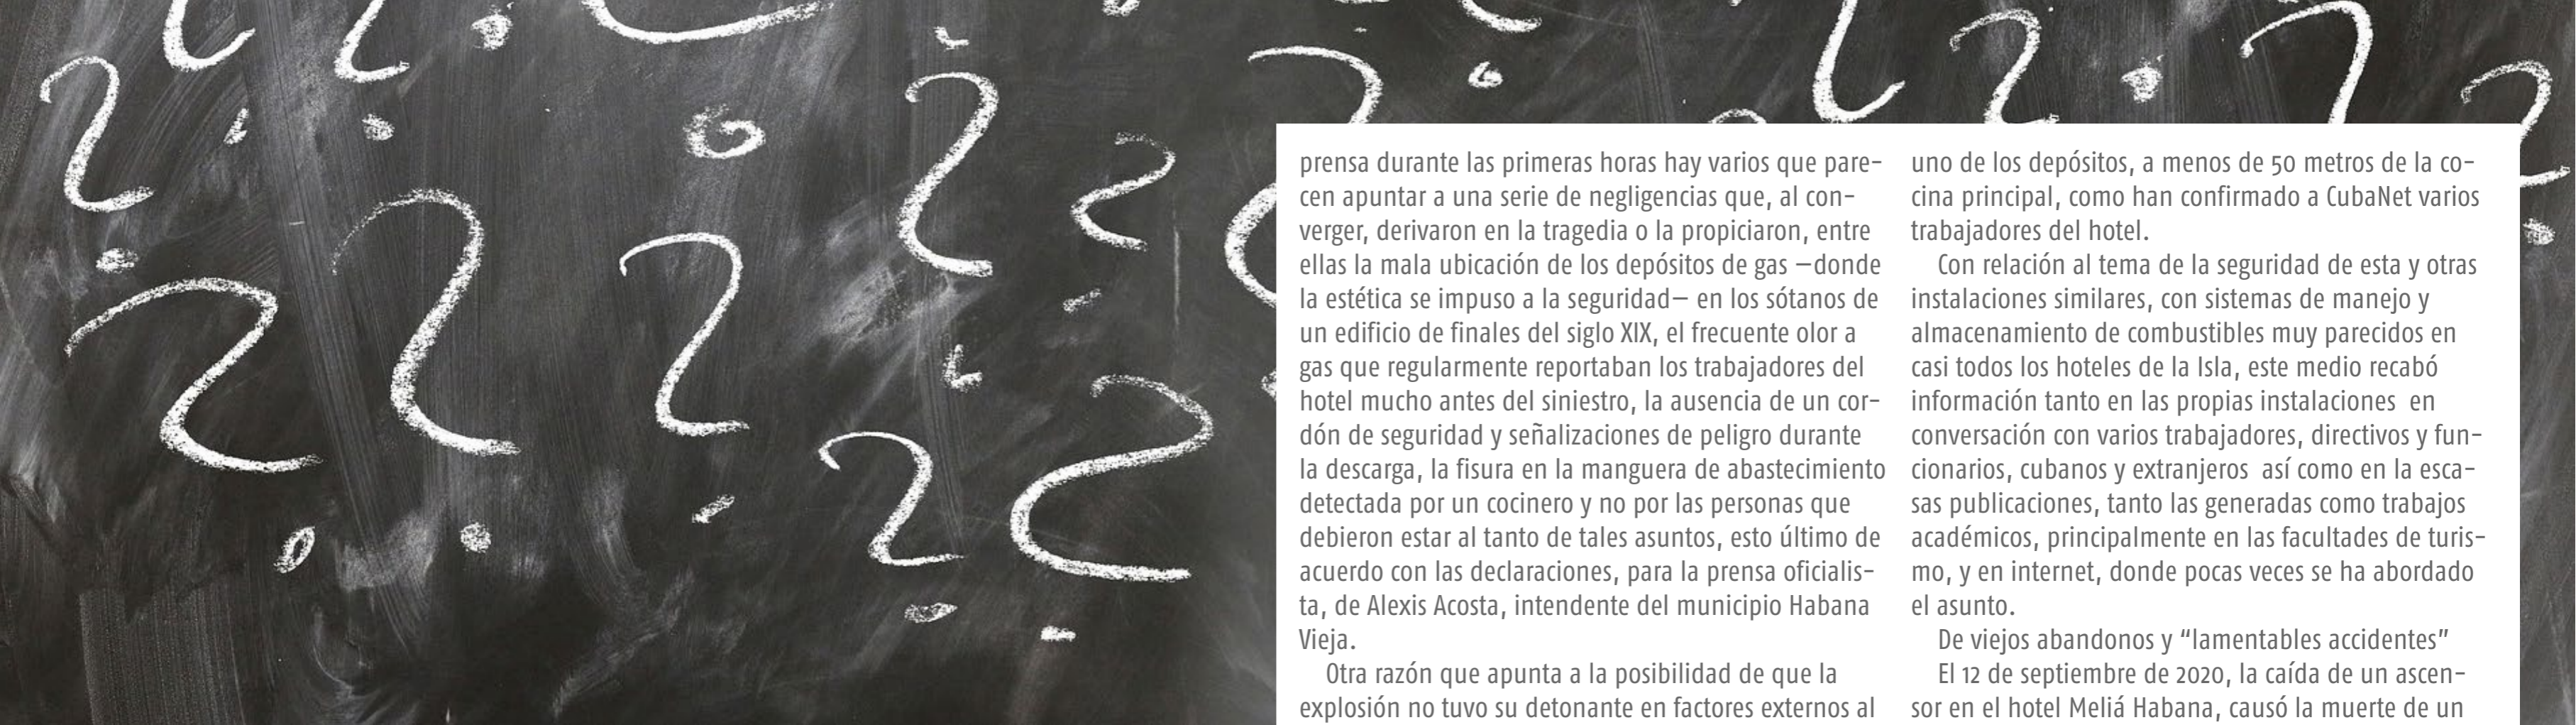 prensa durante las primeras horas hay varios que pare-
cen apuntar a una serie de negligencias que, al con-
verger, derivaron en la tragedia o la propiciaron, entre
ellas la mala ubicación de los depósitos de gas —donde
la estética se impuso a la seguridad— en los sótanos de
un edificio de finales del siglo XIX, el frecuente olor a
gas que regularmente reportaban los trabajadores del
hotel mucho antes del siniestro, la ausencia de un cor-
dón de seguridad y señalizaciones de peligro durante
la descarga, la fisura en la manguera de abastecimiento
detectada por un cocinero y no por las personas que
debieron estar al tanto de tales asuntos, esto último de
acuerdo con las declaraciones, para la prensa oficialis-
ta, de Alexis Acosta, intendente del municipio Habana
Vieja.
Otra razón que apunta a la posibilidad de que la
explosión no tuvo su detonante en factores externos al
uno de los depósitos, a menos de 50 metros de la co-
cina principal, como han confirmado a CubaNet varios
trabajadores del hotel.
Con relación al tema de la seguridad de esta y otras
instalaciones similares, con sistemas de manejo y
almacenamiento de combustibles muy parecidos en
casi todos los hoteles de la Isla, este medio recabó
información tanto en las propias instalaciones  en
conversación con varios trabajadores, directivos y fun-
cionarios, cubanos y extranjeros  así como en la esca-
sas publicaciones, tanto las generadas como trabajos
académicos, principalmente en las facultades de turis-
mo, y en internet, donde pocas veces se ha abordado
el asunto.
De viejos abandonos y “lamentables accidentes”
El 12 de septiembre de 2020, la caída de un ascen-
sor en el hotel Meliá Habana, causó la muerte de un